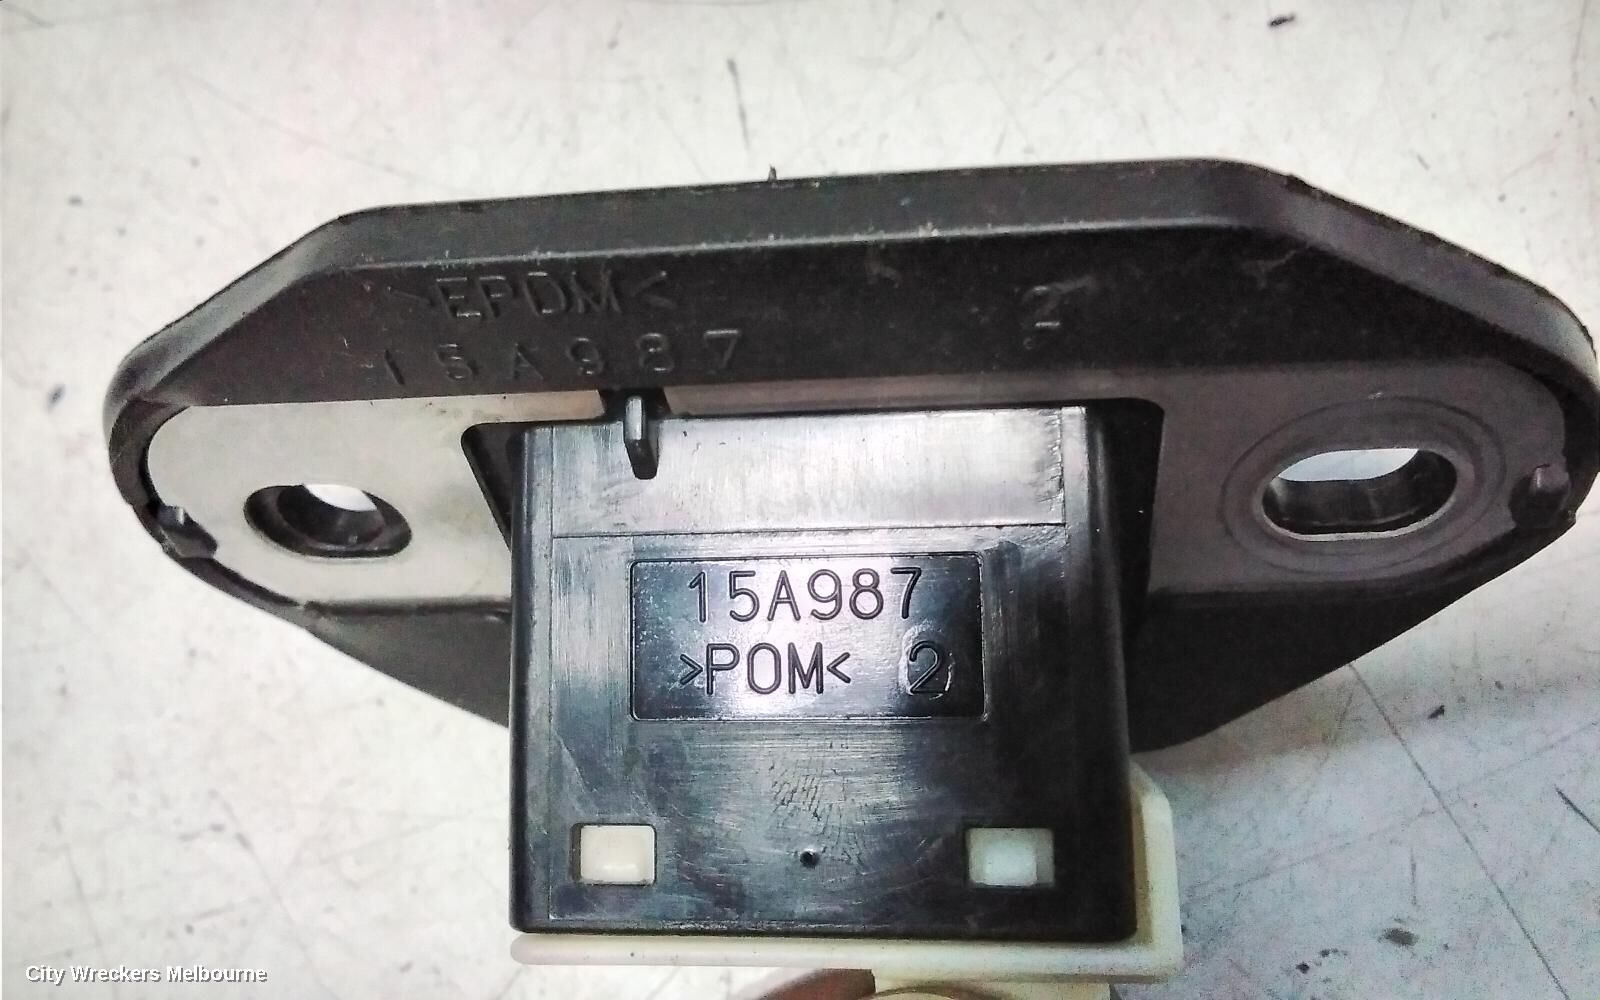 >EPDM<
15A987
2
15A987
>POM< 2
City Wreckers Melbourne